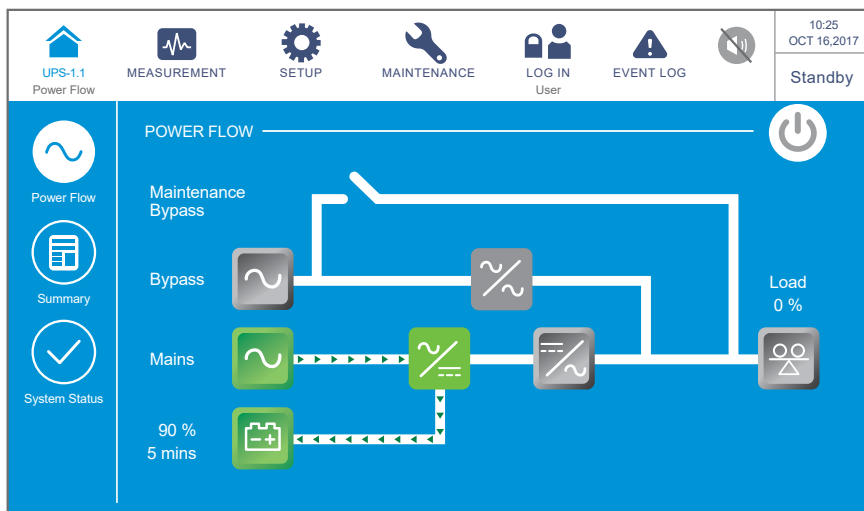 UPS-1.1
Power Flow
MEASUREMENT
SETUP
MAINTENANCE
LOG IN
User
EVENT LOG
10:25
OCT 16,2017
Standby
Power Flow
Summary
System Status
POWER FLOW
Maintenance
Bypass
Bypass
Load
0 %
Mains
90 %
5 mins